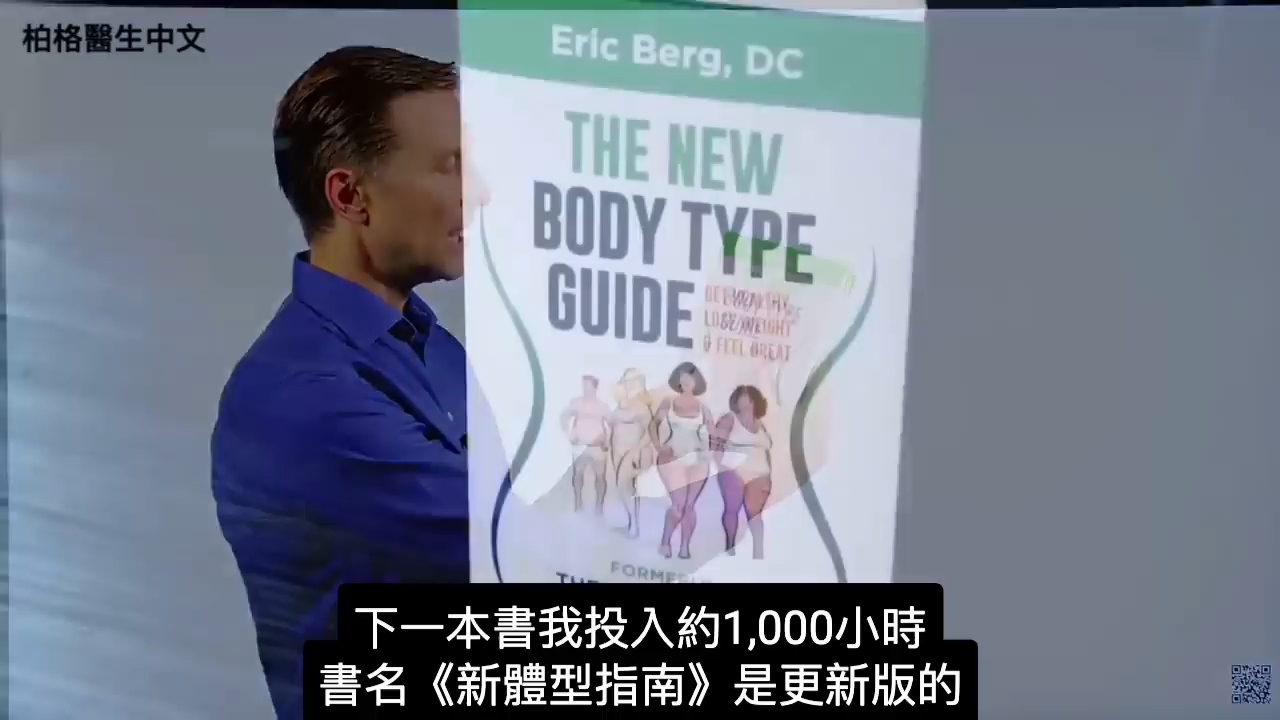 柏格醫生中文
Eric Berg, DC
THE NEW
BODY TYPE
GUIDE
GET HEALTHY
LOSE WEIGHT
& FEEL GREAT
下一本書我投入約1,000小時
書名《新體型指南》是更新版的